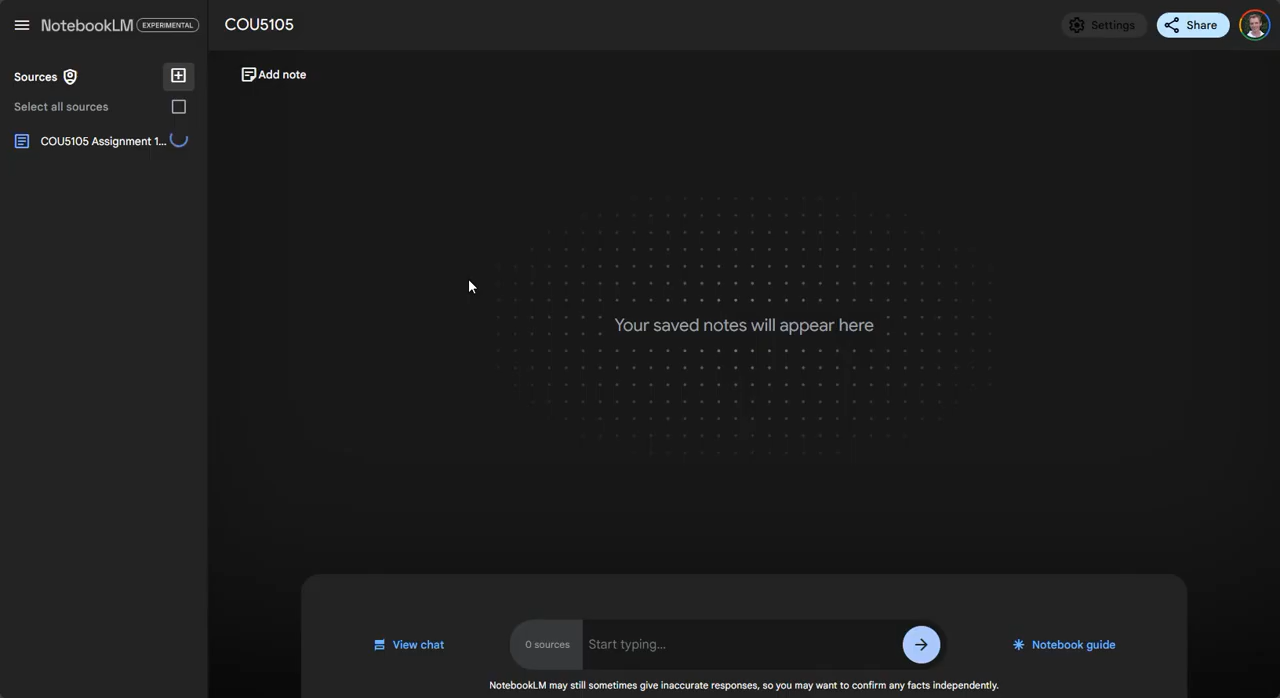 NotebookLM EXPERIMENTAL
COU5105
Settings
Share
Sources
Add note
Select all sources
COU5105 Assignment 1...
Your saved notes will appear here
View chat
0 sources
Start typing...
Notebook guide
NotebookLM may still sometimes give inaccurate responses, so you may want to confirm any facts independently.